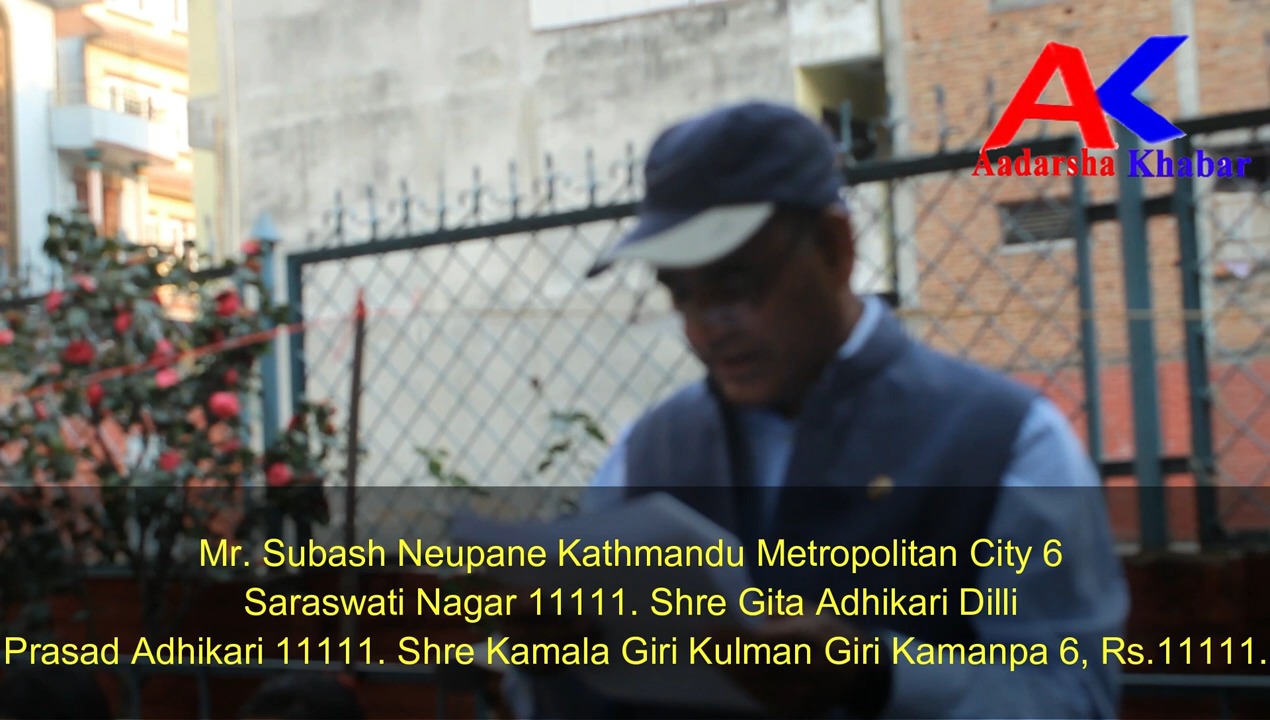 AK
Aadarsha Khabar
Mr. Subash Neupane Kathmandu Metropolitan City 6
Saraswati Nagar 11111. Shre Gita Adhikari Dilli
Prasad Adhikari 11111. Shre Kamala Giri Kulman Giri Kamanpa 6, Rs.11111.